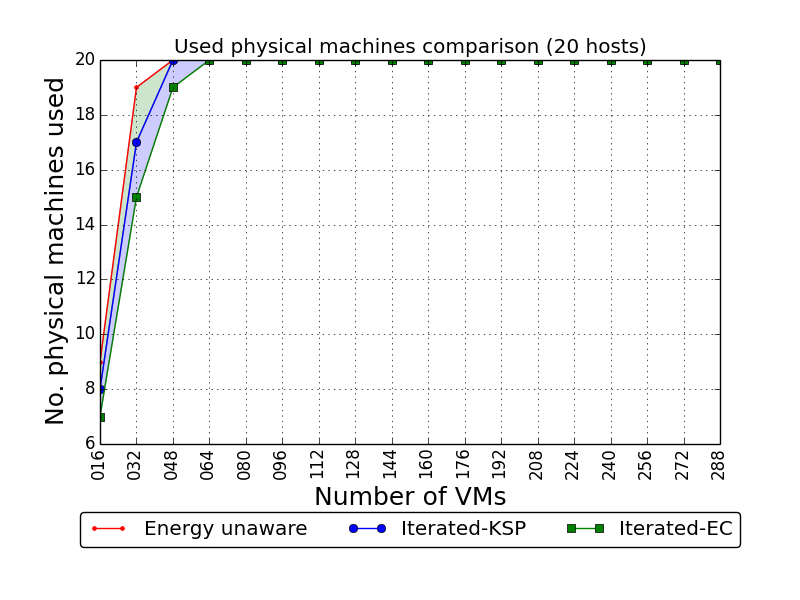 Used physical machines comparison (20 hosts)
No. physical machines used
20
18
16
14
12
10
8
6
016 032 048 064 080 096 112 128 144 160 176 192 208 224 240 256 272 288
Number of VMs
Energy unaware Iterated-KSP Iterated-EC